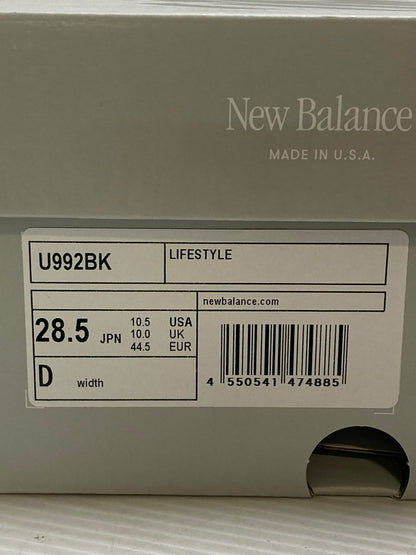 New Balance
MADE IN U.S.A.
U992BK
LIFESTYLE
newbalance.com
28.5 JPN
10.5 USA
10.0 UK
44.5 EUR
D width
4 550541 474885